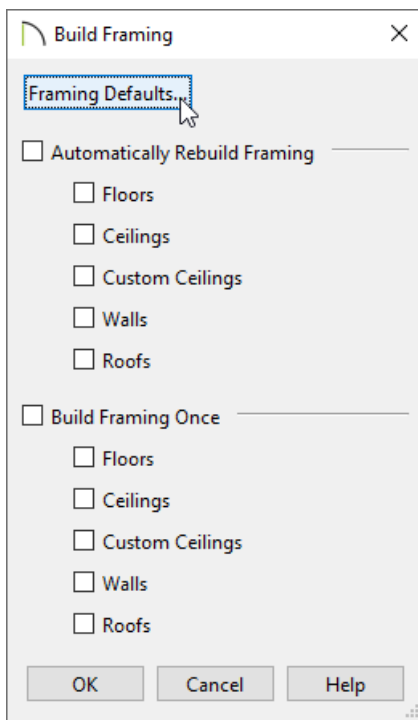 Build Framing
Framing Defaults...
Automatically Rebuild Framing
Floors
Ceilings
Custom Ceilings
Walls
Roofs
Build Framing Once
Floors
Ceilings
Custom Ceilings
Walls
Roofs
OK Cancel Help